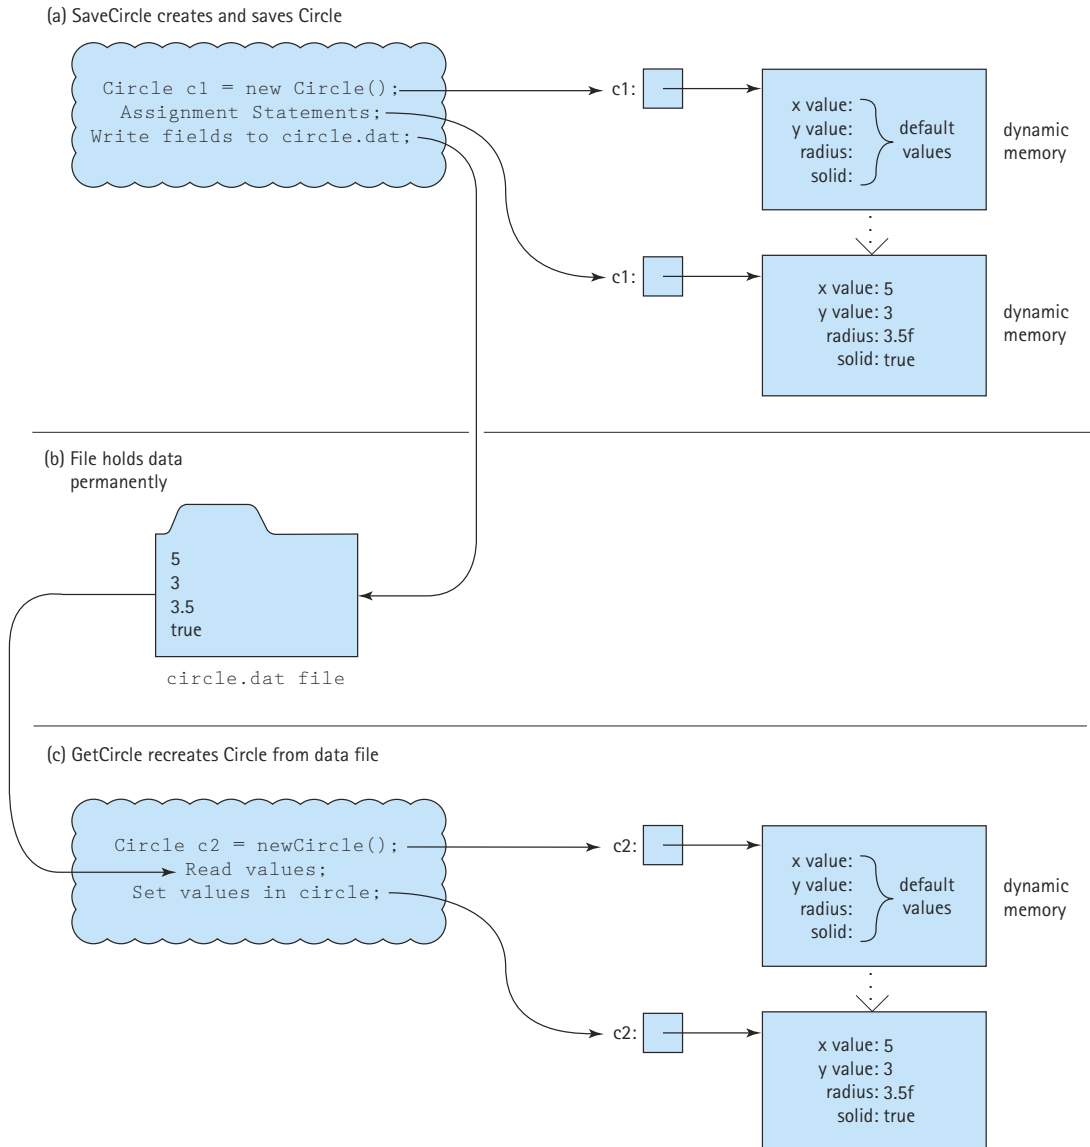 (a) SaveCircle creates and saves Circle
Circle c1 = new Circle();
Assignment Statements;
Write fields to circle.dat;
c1:
x value:
y value:
radius:
solid:
default
values
dynamic
memory
c1:
x value: 5
y value: 3
radius: 3.5f
solid: true
dynamic
memory
(b) File holds data
permanently
5
3
3.5
true
circle.dat file
(c) GetCircle recreates Circle from data file
Circle c2 = newCircle();
Read values;
Set values in circle;
c2:
x value:
y value:
radius:
solid:
default
values
dynamic
memory
c2:
x value: 5
y value: 3
radius: 3.5f
solid: true